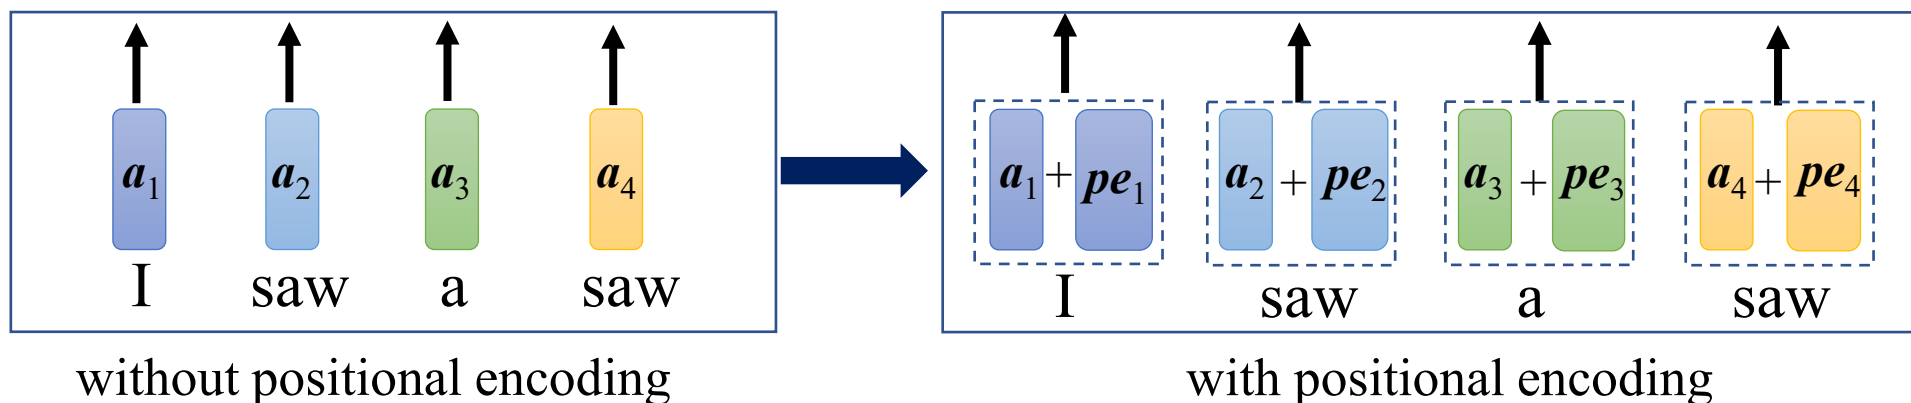 a1 a2 a3 a4
I saw a saw
without positional encoding
a1 + pe1 a2 + pe2 a3 + pe3 a4 + pe4
I saw a saw
with positional encoding